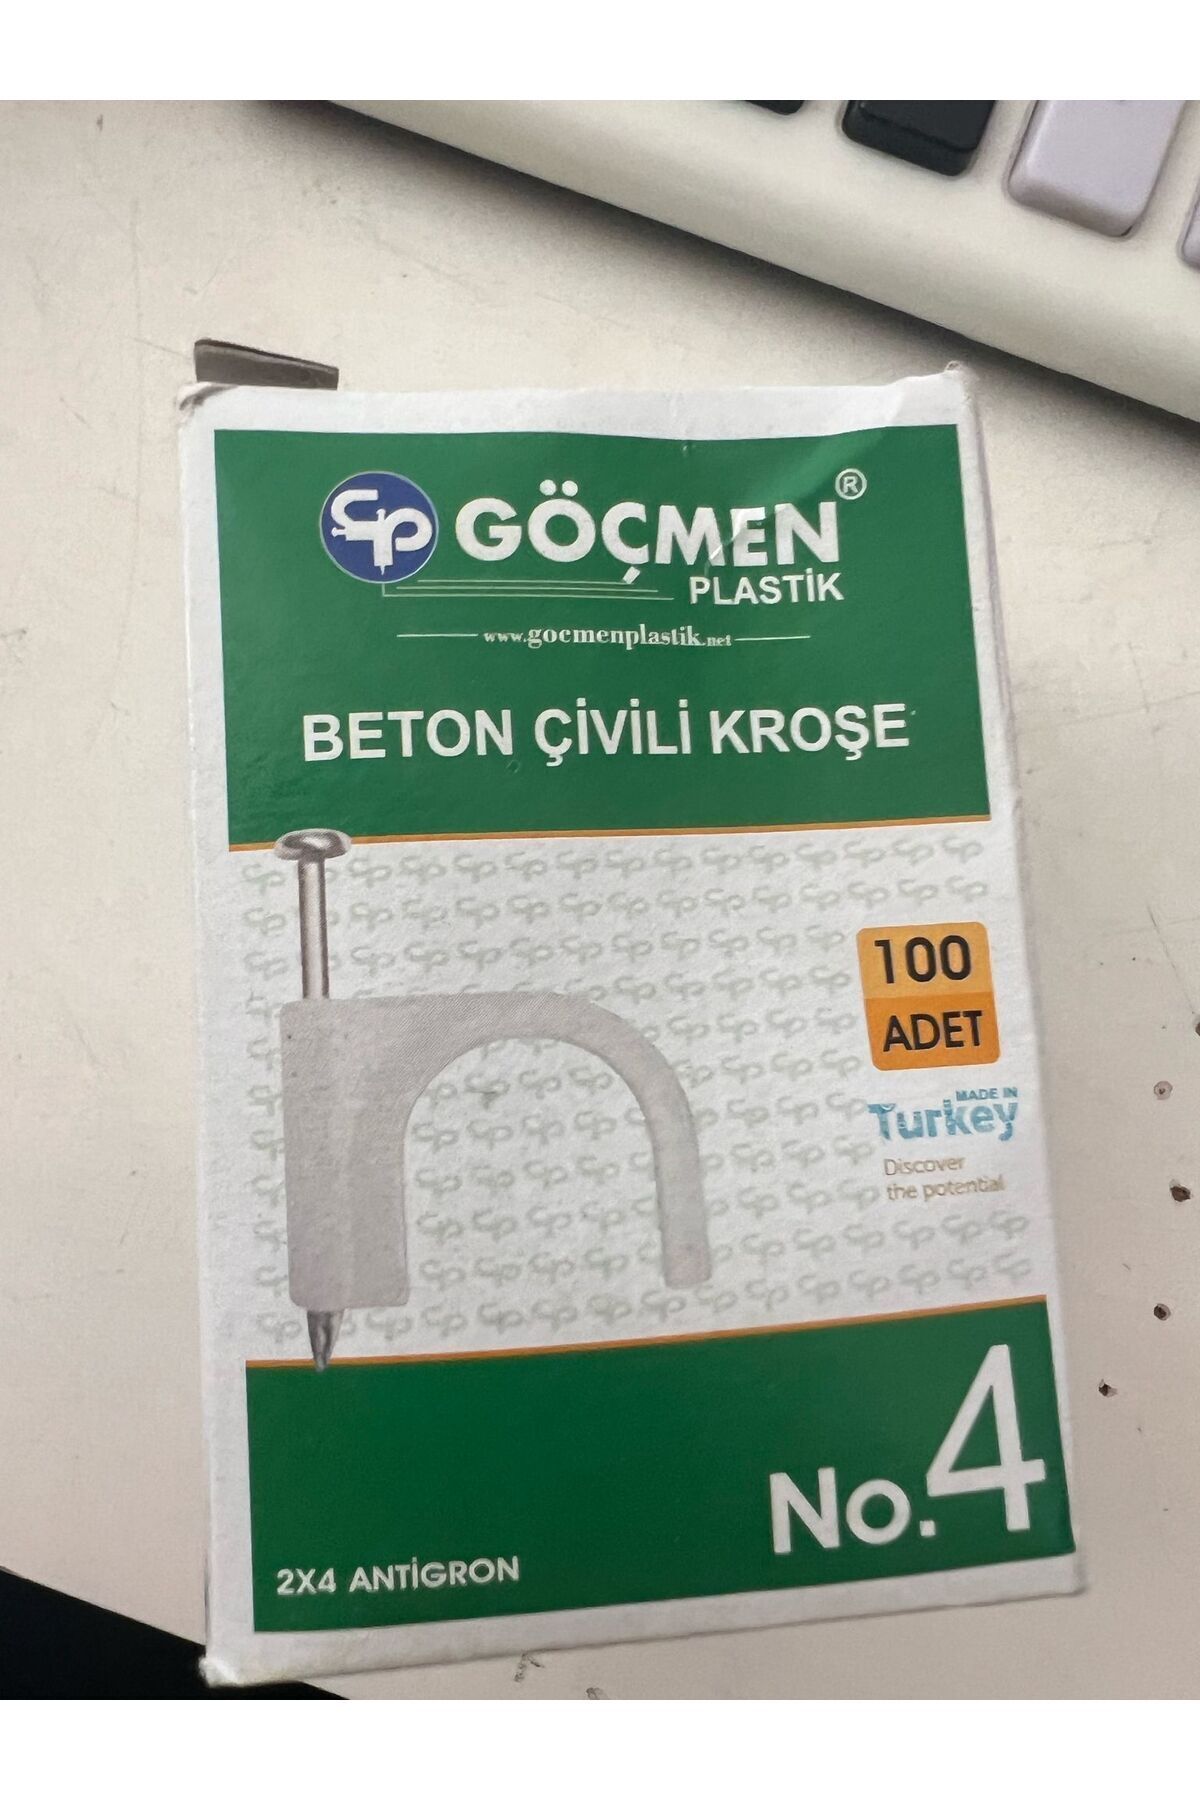 GÖÇMEN®
PLASTİK
www.gocmenplastik.net
BETON ÇİVİLİ KROŞE
100
ADET
MADE IN
Turkey
Discover
the potential
No.4
2X4 ANTİGRON